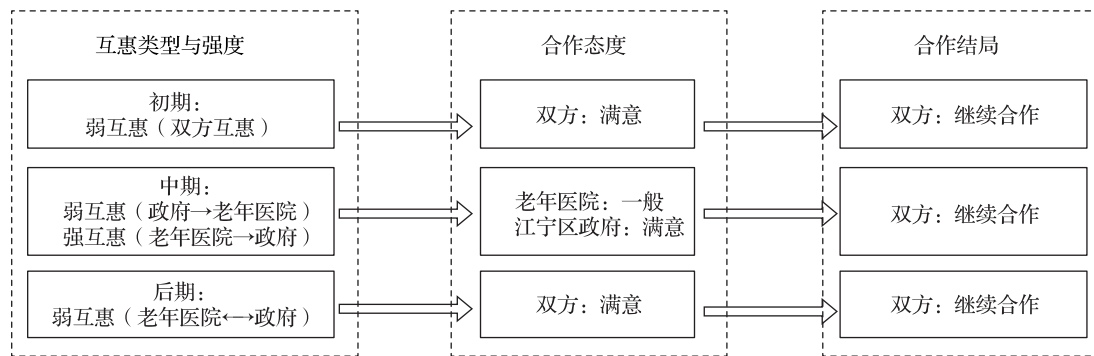 互惠类型与强度
初期：
弱互惠（双方互惠）
中期：
弱互惠（政府→老年医院）
强互惠（老年医院→政府）
后期：
弱互惠（老年医院←→政府）
合作态度
双方：满意
老年医院：一般
江宁区政府：满意
双方：满意
合作结局
双方：继续合作
双方：继续合作
双方：继续合作